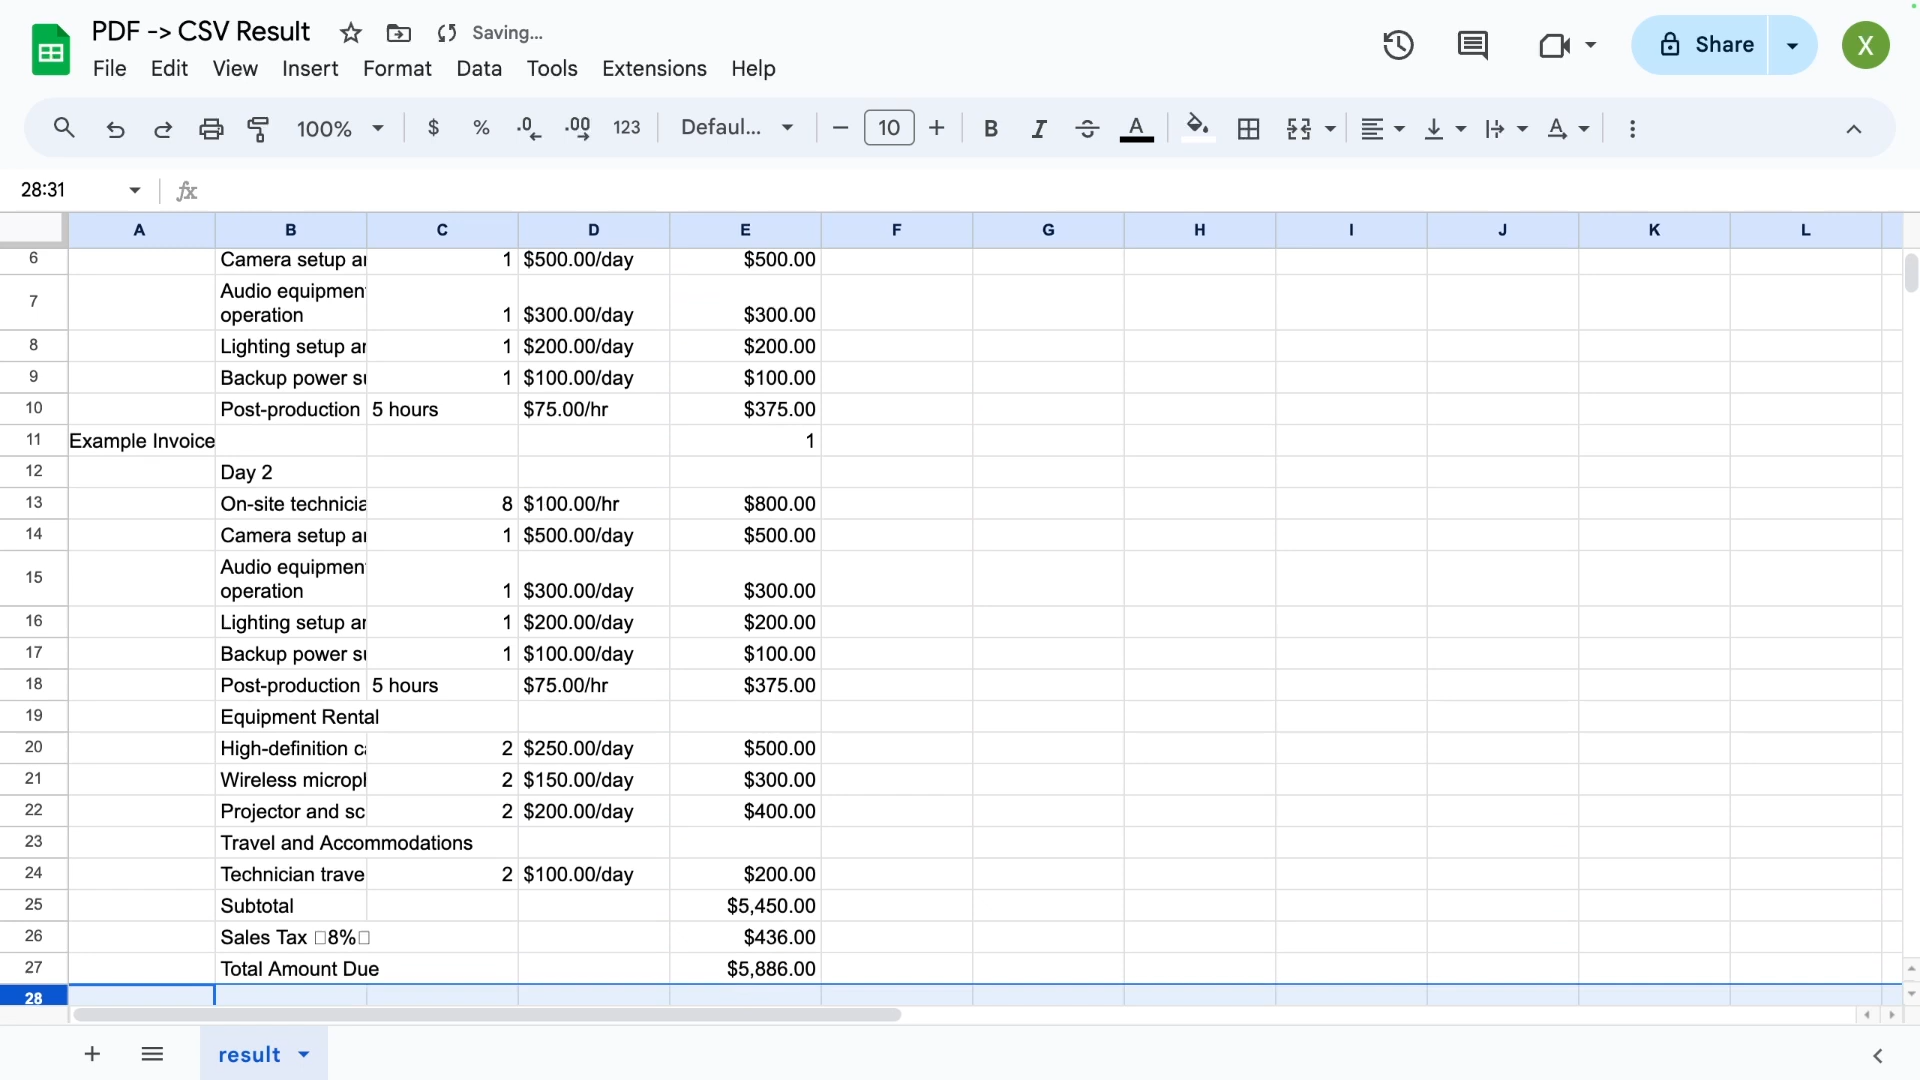 PDF -> CSV Result Saving...
File Edit View Insert Format Data Tools Extensions Help
Share X
100% $ % .0 .00 123 Defaul... 10 B I A
28:31 fx
A B C D E F G H I J K L
6 Camera setup 1 $500.00/day $500.00
7 Audio
operation 1 $300.00/day $300.00
8 Lighting setup 1 $200.00/day $200.00
9 Backup power 1 $100.00/day $100.00
10 Post-production 5 hours $75.00/hr $375.00
11 Example Invoice 1
12 Day 2
13 On-site 8 $100.00/hr $800.00
14 Camera setup 1 $500.00/day $500.00
15 Audio
operation 1 $300.00/day $300.00
16 Lighting setup 1 $200.00/day $200.00
17 Backup power 1 $100.00/day $100.00
18 Post-production 5 hours $75.00/hr $375.00
19 Equipment Rental
20 High-definition 2 $250.00/day $500.00
21 Wireless 2 $150.00/day $300.00
22 Projector and 2 $200.00/day $400.00
23 Travel and Accommodations
24 Technician 2 $100.00/day $200.00
25 Subtotal $5,450.00
26 Sales Tax □8%□ $436.00
27 Total Amount Due $5,886.00
28
result